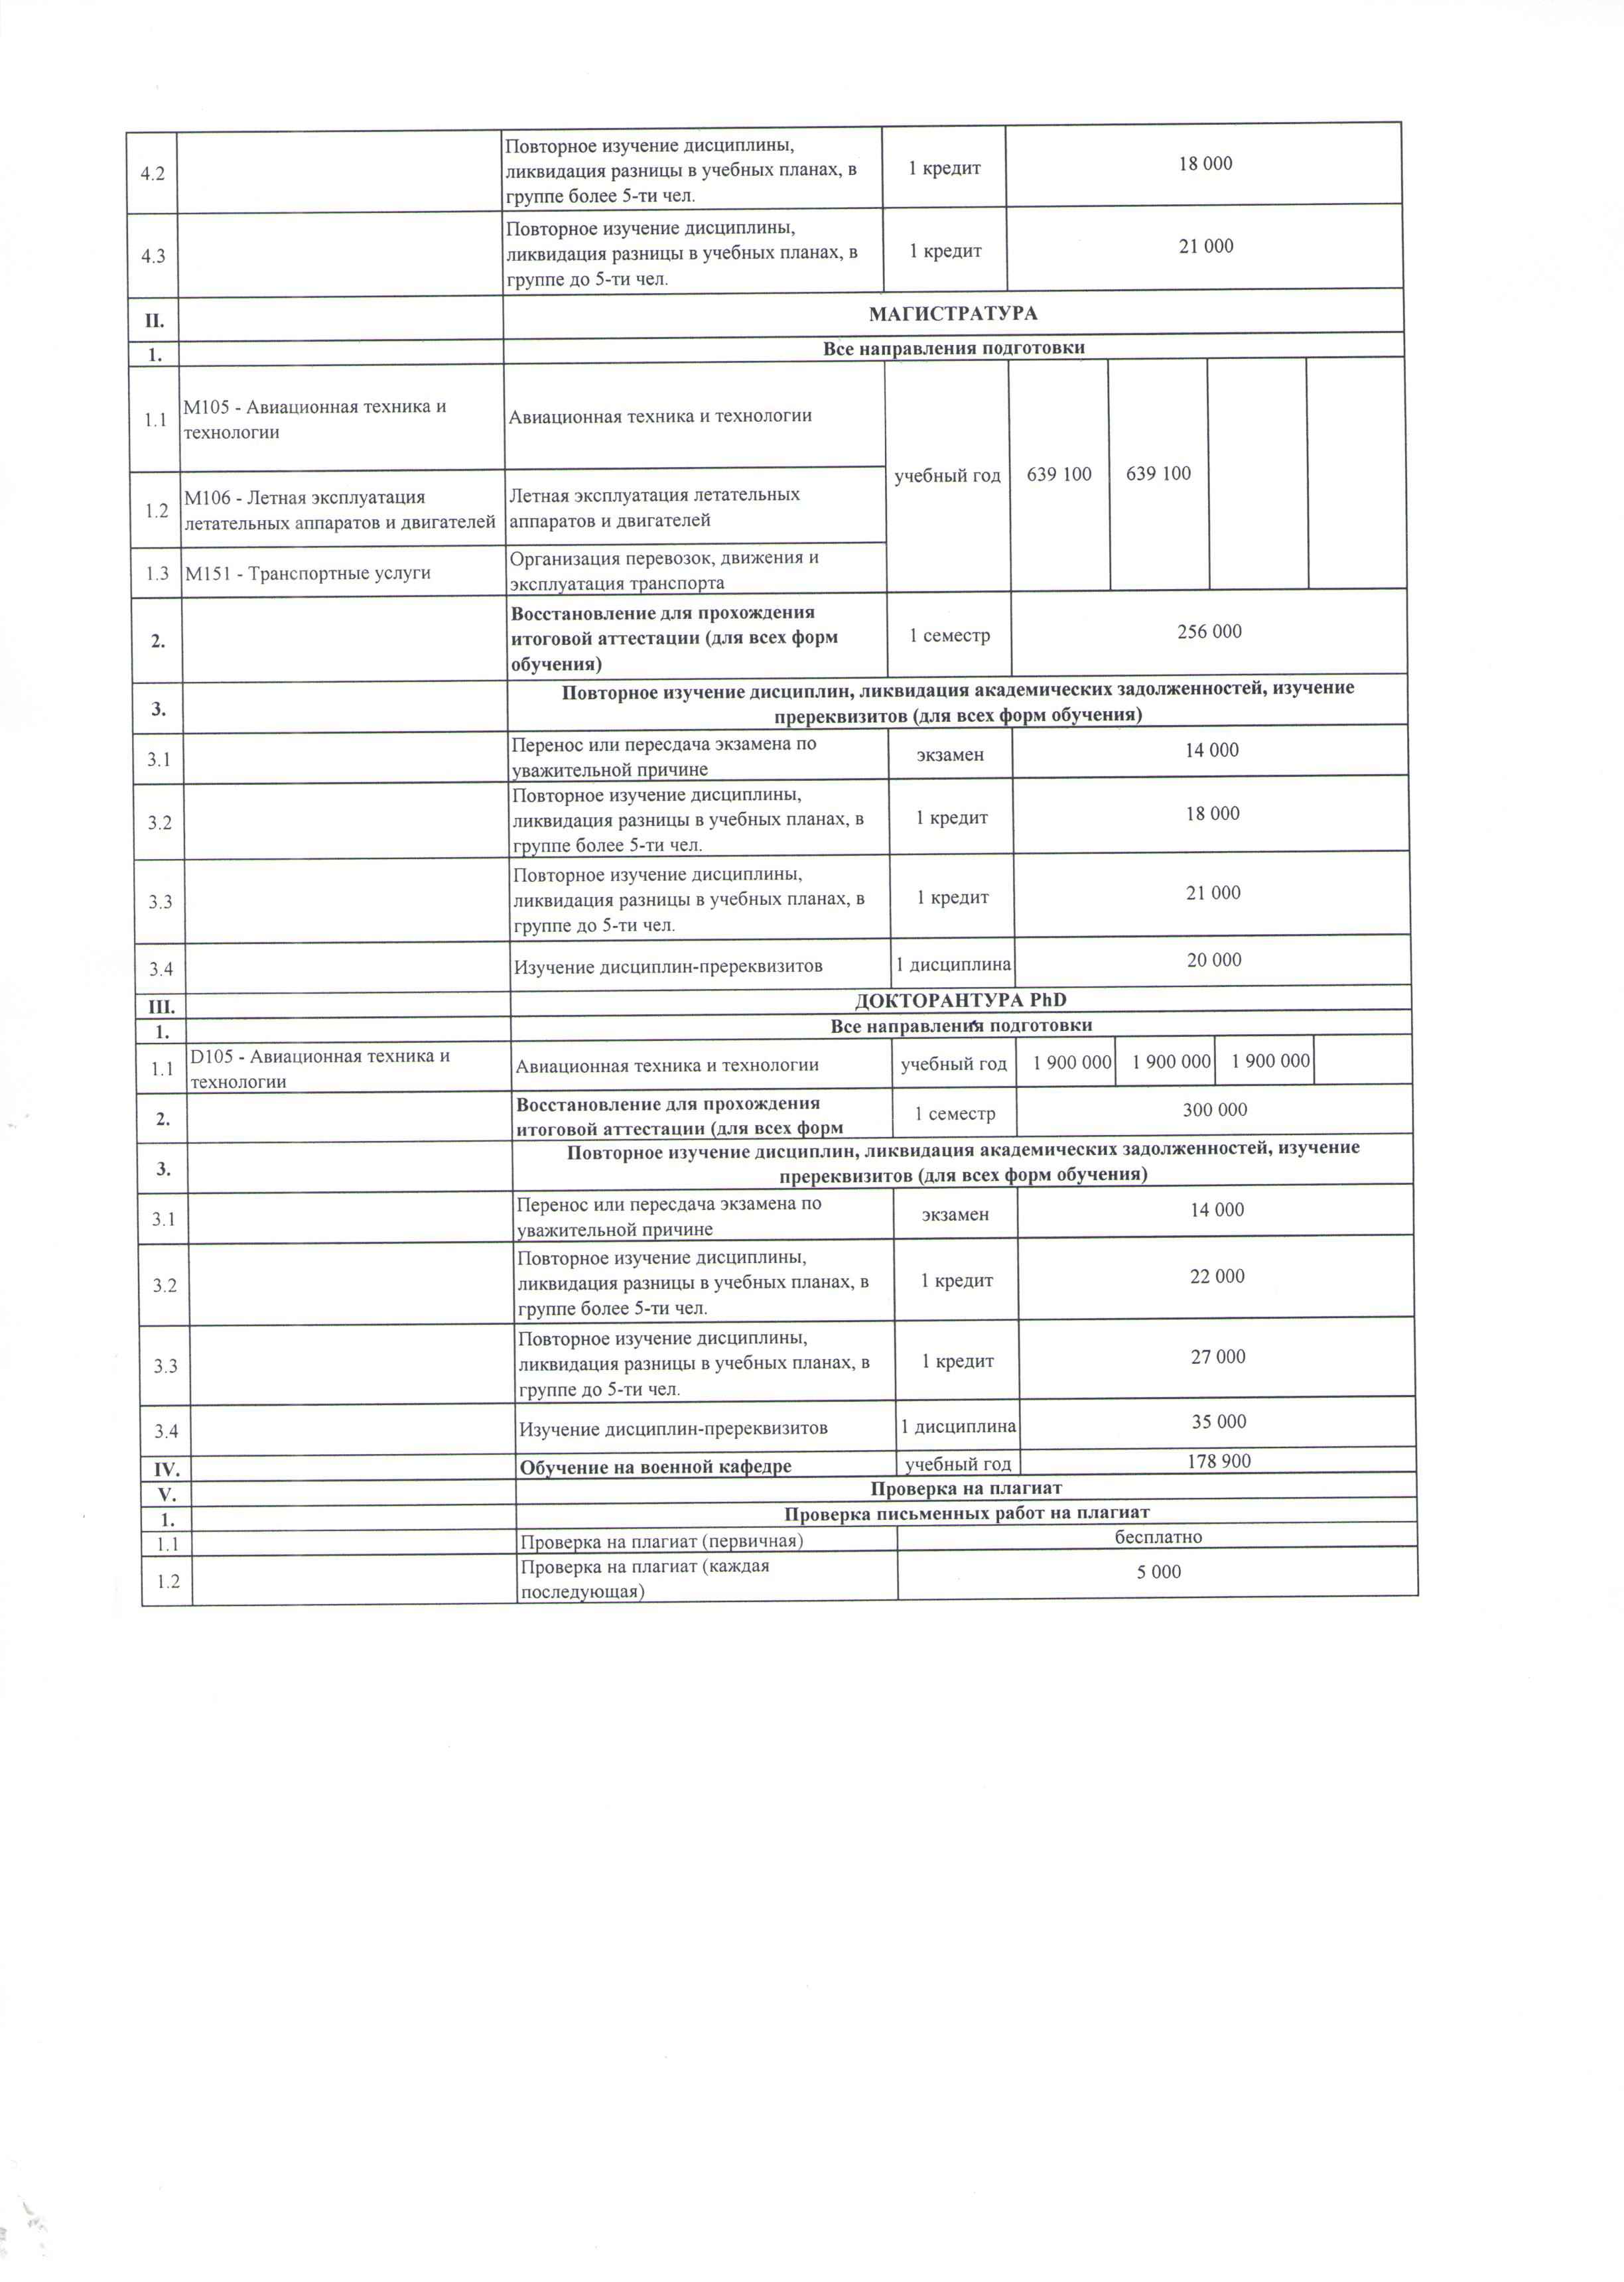 4.2
Повторное изучение дисциплины,
ликвидация разницы в учебных планах, в
группе более 5-ти чел.
1 кредит
18 000
4.3
Повторное изучение дисциплины,
ликвидация разницы в учебных планах, в
группе до 5-ти чел.
1 кредит
21 000
II.
МАГИСТРАТУРА
1.
Все направления подготовки
1.1
М105 - Авиационная техника и
технологии
Авиационная техника и технологии
учебный год
639 100
639 100
1.2
М106 - Летная эксплуатация
летательных аппаратов и двигателей
Летная эксплуатация летательных
аппаратов и двигателей
1.3
М151 - Транспортные услуги
Организация перевозок, движения и
эксплуатация транспорта
2.
Восстановление для прохождения
итоговой аттестации (для всех форм
обучения)
1 семестр
256 000
3.
Повторное изучение дисциплин, ликвидация академических задолженностей, изучение
пререквизитов (для всех форм обучения)
3.1
Перенос или пересдача экзамена по
уважительной причине
экзамен
14 000
3.2
Повторное изучение дисциплины,
ликвидация разницы в учебных планах, в
группе более 5-ти чел.
1 кредит
18 000
3.3
Повторное изучение дисциплины,
ликвидация разницы в учебных планах, в
группе до 5-ти чел.
1 кредит
21 000
3.4
Изучение дисциплин-пререквизитов
1 дисциплина
20 000
III.
ДОКТОРАНТУРА PhD
1.
Все направления подготовки
1.1
D105 - Авиационная техника и
технологии
Авиационная техника и технологии
учебный год
1 900 000
1 900 000
1 900 000
2.
Восстановление для прохождения
итоговой аттестации (для всех форм
1 семестр
300 000
3.
Повторное изучение дисциплин, ликвидация академических задолженностей, изучение
пререквизитов (для всех форм обучения)
3.1
Перенос или пересдача экзамена по
уважительной причине
экзамен
14 000
3.2
Повторное изучение дисциплины,
ликвидация разницы в учебных планах, в
группе более 5-ти чел.
1 кредит
22 000
3.3
Повторное изучение дисциплины,
ликвидация разницы в учебных планах, в
группе до 5-ти чел.
1 кредит
27 000
3.4
Изучение дисциплин-пререквизитов
1 дисциплина
35 000
IV.
Обучение на военной кафедре
учебный год
178 900
V.
Проверка на плагиат
1.
Проверка письменных работ на плагиат
1.1
Проверка на плагиат (первичная)
бесплатно
1.2
Проверка на плагиат (каждая
последующая)
5 000